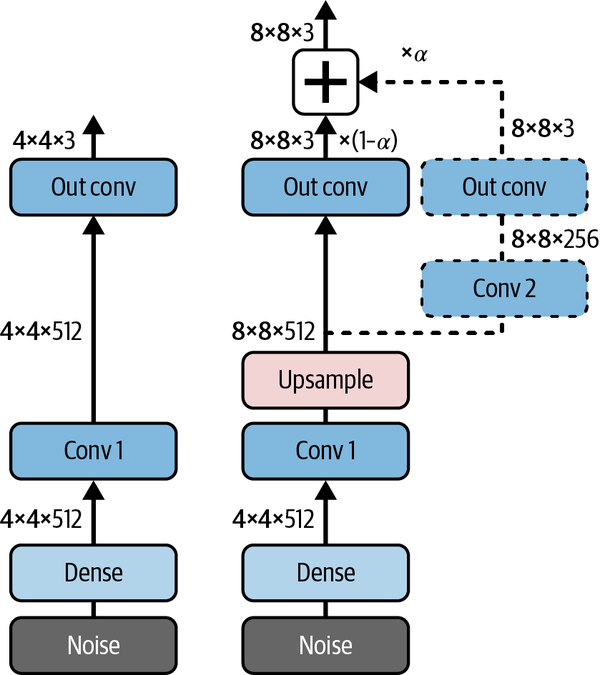 4×4×3
Out conv
4×4×512
Conv 1
4×4×512
Dense
Noise
8×8×3
×α
8×8×3
×(1–α)
8×8×3
Out conv
Out conv
8×8×256
Conv 2
8×8×512
Upsample
Conv 1
4×4×512
Dense
Noise